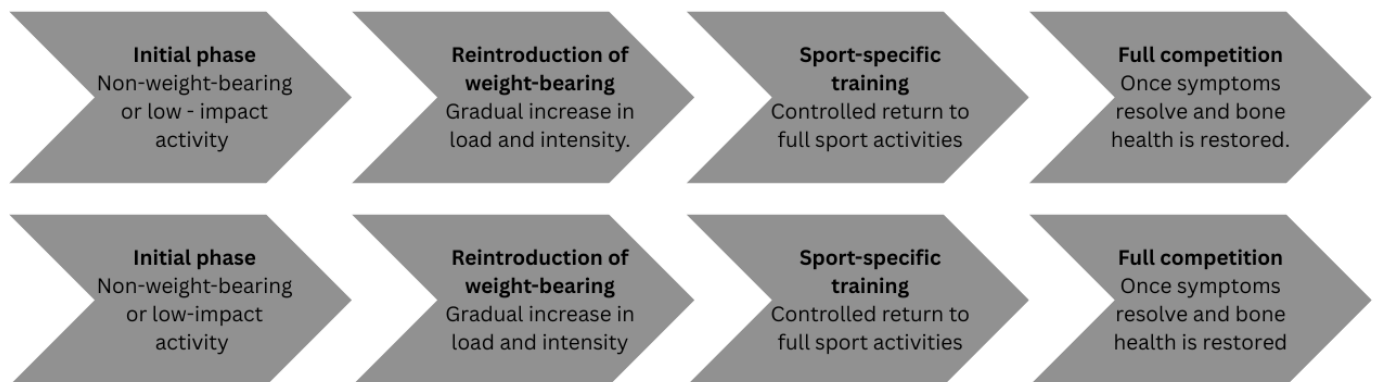 Initial phase
Non-weight-bearing
or low - impact
activity
Reintroduction of
weight-bearing
Gradual increase in
load and intensity.
Sport-specific
training
Controlled return to
full sport activities
Full competition
Once symptoms
resolve and bone
health is restored.
Initial phase
Non-weight-bearing
or low-impact
activity
Reintroduction of
weight-bearing
Gradual increase in
load and intensity
Sport-specific
training
Controlled return to
full sport activities
Full competition
Once symptoms
resolve and bone
health is restored